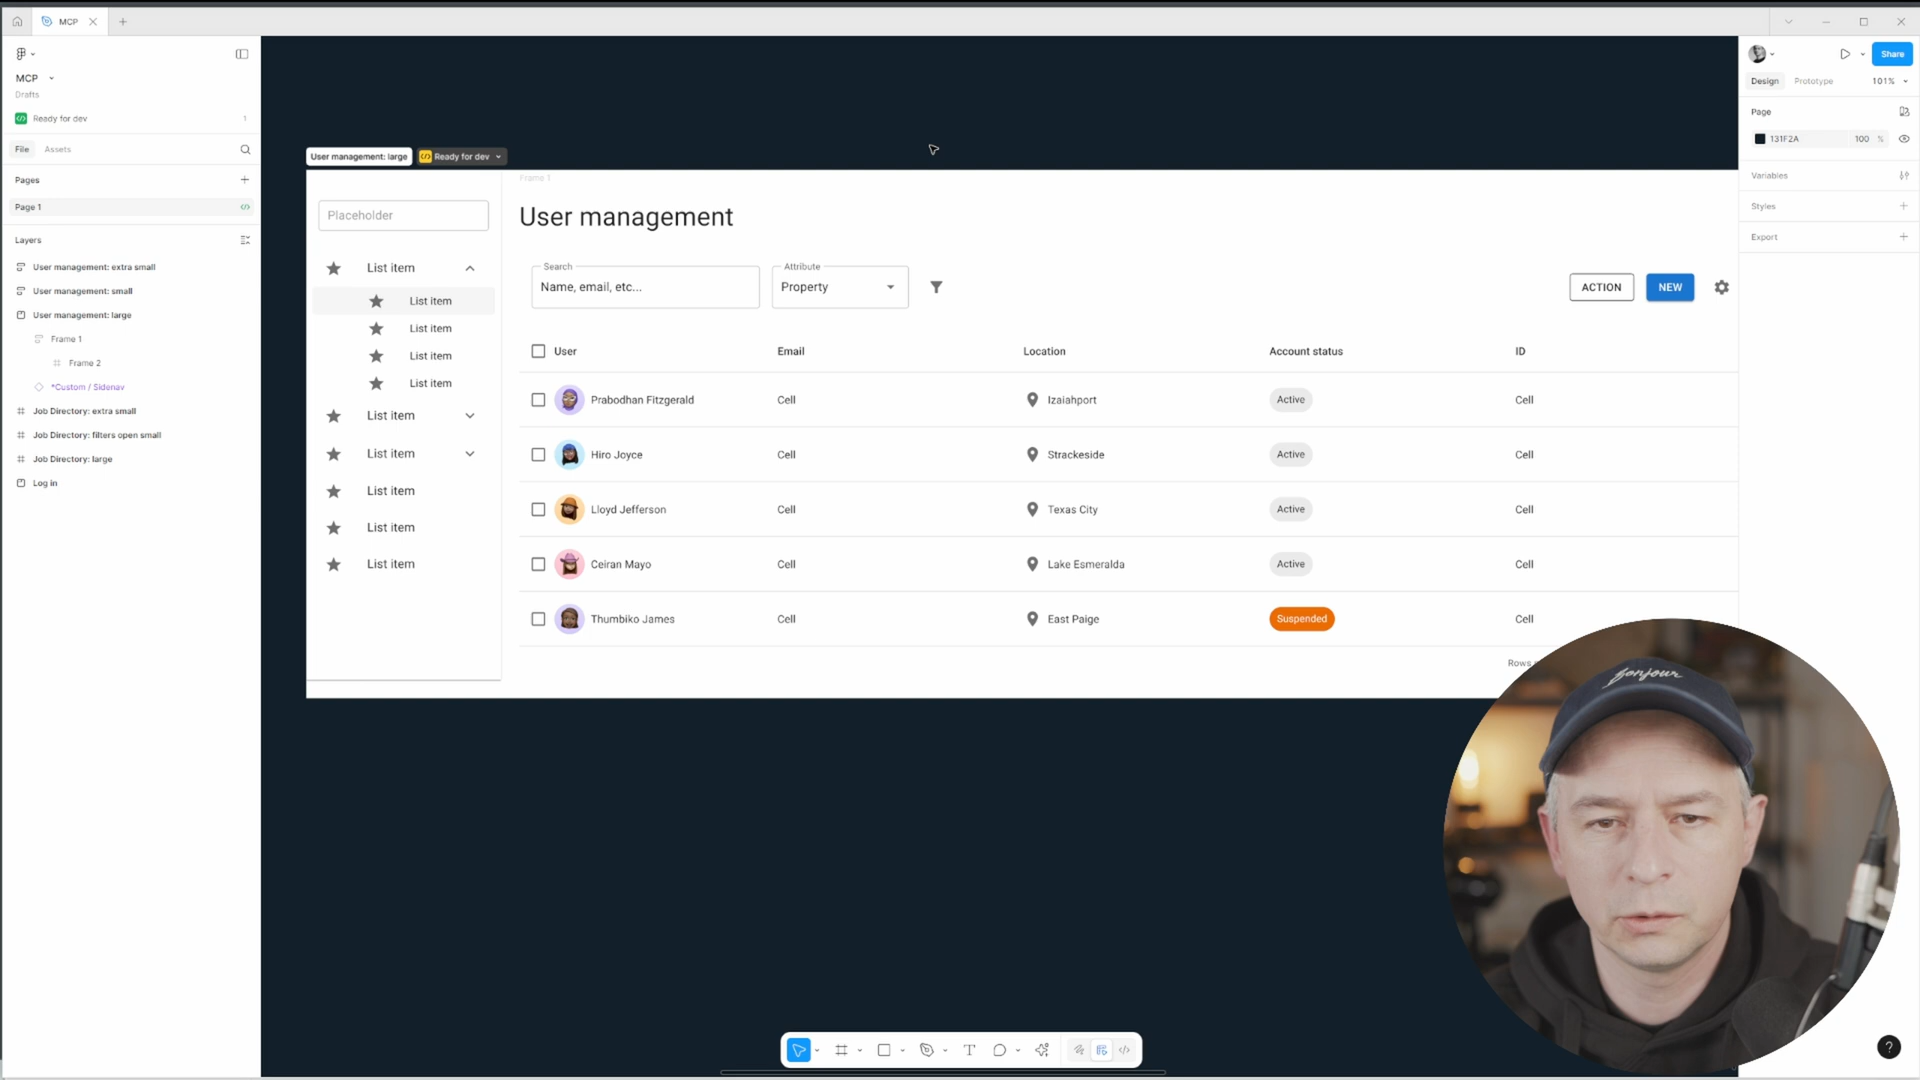 MCP
MCP
Drafts
Ready for dev
1
File
Assets
Pages
Page 1
Layers
User management: extra small
User management: small
User management: large
Frame 1
Frame 2
*Custom / Sidenav
Job Directory: extra small
Job Directory: filters open small
Job Directory: large
Log in
User management: large
Ready for dev
Frame 1
Placeholder
List item
List item
List item
List item
List item
List item
List item
List item
List item
List item
User management
Search
Name, email, etc...
Attribute
Property
ACTION
NEW
User
Email
Location
Account status
ID
Prabodhan Fitzgerald
Cell
Izaiahport
Active
Cell
Hiro Joyce
Cell
Strackeside
Active
Cell
Lloyd Jefferson
Cell
Texas City
Active
Cell
Ceiran Mayo
Cell
Lake Esmeralda
Active
Cell
Thumbiko James
Cell
East Paige
Suspended
Cell
Rows
Share
Design
Prototype
101%
Page
131F2A
100
%
Variables
Styles
Export
bonjour
?